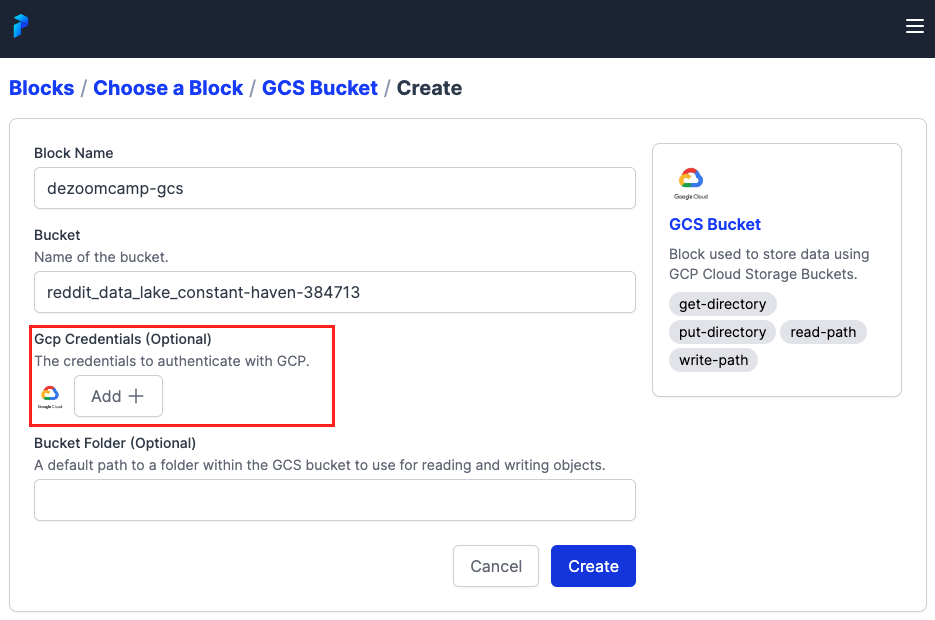 Blocks / Choose a Block / GCS Bucket / Create
Block Name
dezoomcamp-gcs
Bucket
Name of the bucket.
reddit_data_lake_constant-haven-384713
Gcp Credentials (Optional)
The credentials to authenticate with GCP.
Google Cloud
Add
Bucket Folder (Optional)
A default path to a folder within the GCS bucket to use for reading and writing objects.
Cancel
Create
Google Cloud
GCS Bucket
Block used to store data using
GCP Cloud Storage Buckets.
get-directory
put-directory read-path
write-path